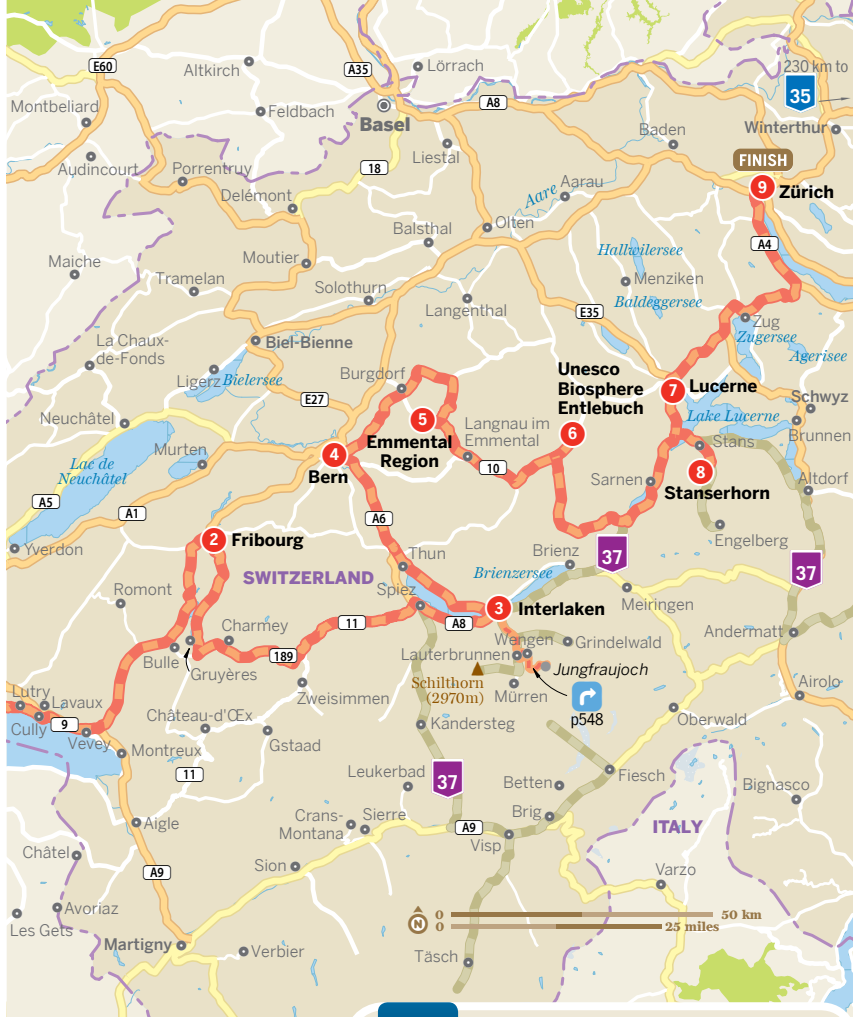 E60
Altkirch
A35
Lörrach
230 km to
35
Montbeliard
Feldbach
Basel
A8
Baden
Winterthur
Audincourt
Porrentruy
18
Liestal
FINISH
9
Zürich
Delémont
Aare
Aarau
Balsthal
Olten
A4
Maiche
Moutier
Hallwilersee
Menziken
Tramelan
Solothurn
Langenthal
Baldeggersee
E35
Zug
Zugersee
La Chaux-
de-Fonds
Biel-Bienne
Agerisee
Ligerz
Bielersee
Burgdorf
Unesco
Biosphere
Entlebuch
7
Lucerne
E27
Schwyz
Neuchâtel
5
Emmental
Region
Langnau im
Emmental
6
Lake Lucerne
Brunnen
Murten
4
Bern
Stans
Lac de
Neuchâtel
10
8
Stanserhorn
Sarnen
Altdorf
A5
A1
A6
2
Fribourg
Engelberg
Yverdon
Thun
Brienz
37
37
SWITZERLAND
Brienzersee
Romont
Spiez
3
Interlaken
Meiringen
Charmey
11
A8
Andermatt
Bulle
Gruyères
189
Wengen
Grindelwald
Lauterbrunnen
Jungfraujoch
Schilthorn
(2970m)
Mürren
p548
Zweisimmen
Airolo
Lutry
Lavaux
Cully
9
Vevey
Château-d'Œx
Gstaad
Kandersteg
Oberwald
Montreux
11
Leukerbad
37
Betten
Fiesch
Bignasco
Aigle
Crans-
Montana
Sierre
A9
Brig
Visp
ITALY
Châtel
A9
Sion
Varzo
Avoriaz
Les Gets
N
0
50 km
0
25 miles
Martigny
Verbier
Täsch